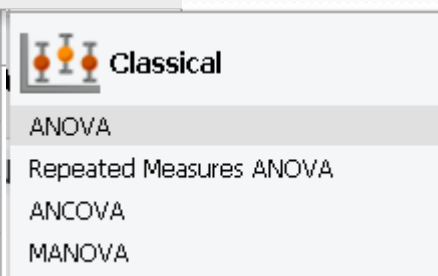 Classical
ANOVA
Repeated Measures ANOVA
ANCOVA
MANOVA